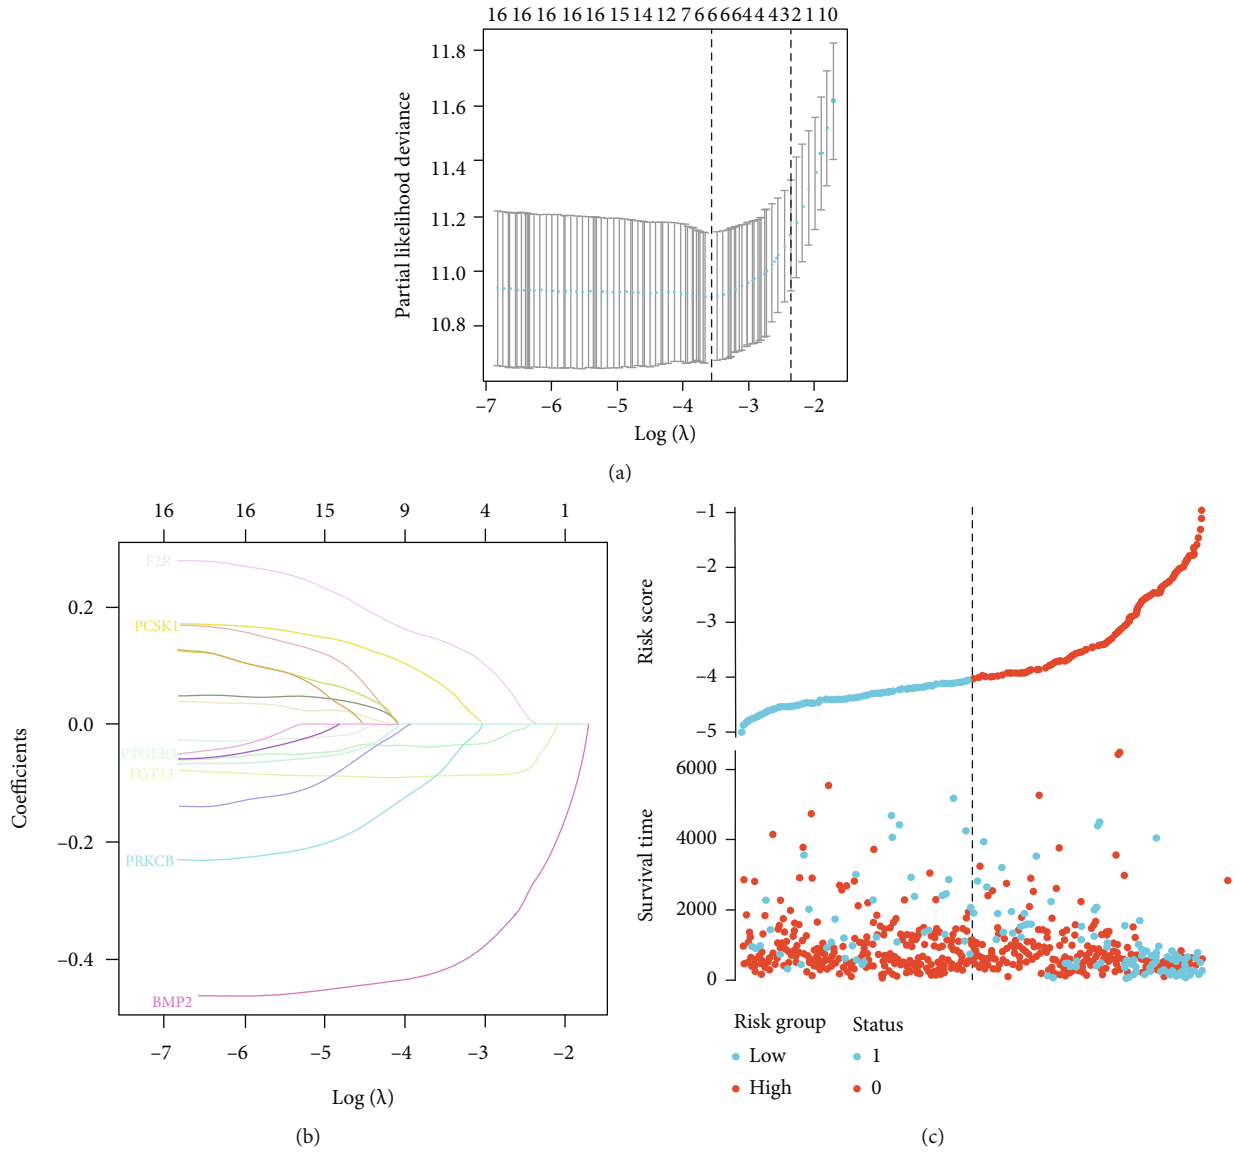 16 16 16 16 16 15 14 12 7 6 6 6 6 4 4 4 3 2 1 1 0
11.8
11.6
11.4
11.2
11.0
10.8
Partial likelihood deviance
–7 –6 –5 –4 –3 –2
Log (λ)
(a)
16 16 15 9 4 1
0.2
0.0
–0.2
–0.4
Coefficients
F2R
PCSK1
PTGER3
FGT13
PRKCB
BMP2
–7 –6 –5 –4 –3 –2
Log (λ)
(b)
–1
–2
–3
–4
–5
Risk score
6000
4000
2000
0
Survival time
Risk group Status
Low 1
High 0
(c)